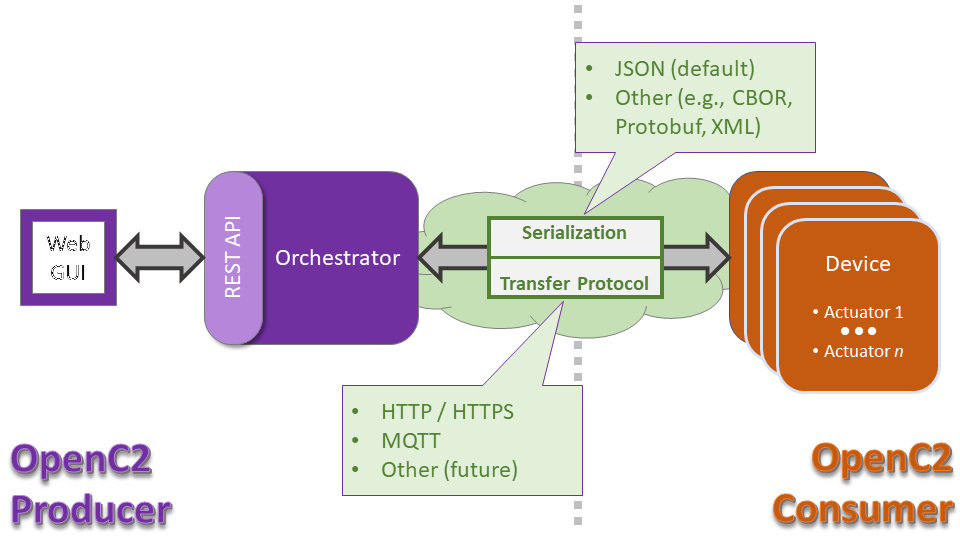 • JSON (default)
• Other (e.g., CBOR,
Protobuf, XML)
Web
GUI
REST API
Orchestrator
Serialization
Transfer Protocol
Device
• Actuator 1
•••
• Actuator n
• HTTP / HTTPS
• MQTT
• Other (future)
OpenC2
Producer
OpenC2
Consumer